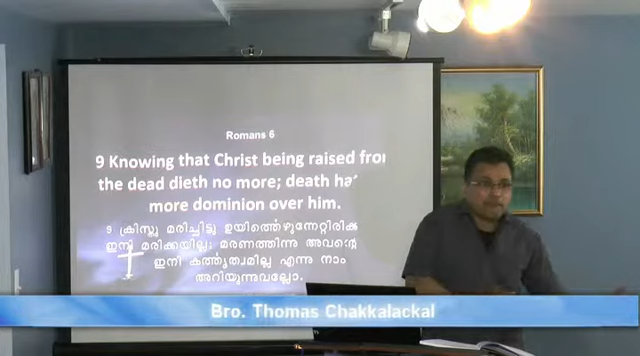 Romans 6
9 Knowing that Christ being raised from
the dead dieth no more; death ha
more dominion over him.
9 ക്രിസ്തു മരിച്ചിട്ടു ഉയിർത്തെഴുന്നേറ്റിരിക്ക
ഇനി മരിക്കയില്ല; മരണത്തിന്നു അവന്റെ
ഇനി കർത്തൃത്വമില്ല എന്നു നാം
അറിയുന്നുവല്ലോ.
Bro. Thomas Chakkalackal